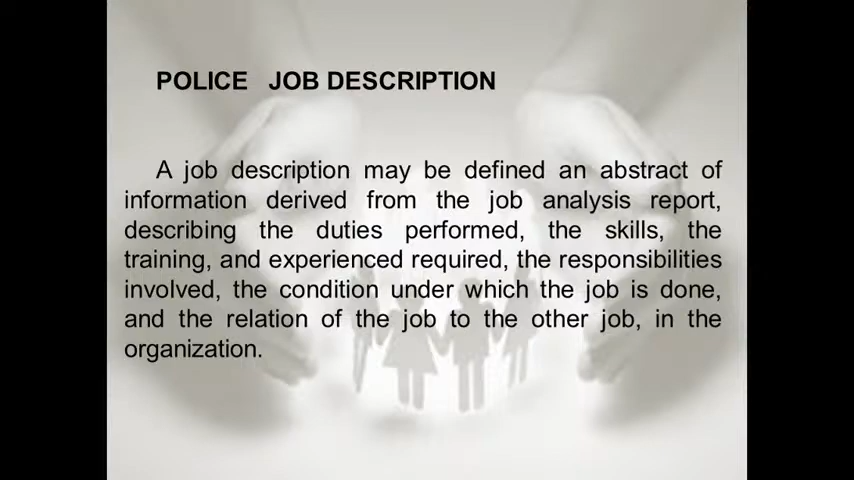 POLICE JOB DESCRIPTION
A job description may be defined an abstract of
information derived from the job analysis report,
describing the duties performed, the skills, the
training, and experienced required, the responsibilities
involved, the condition under which the job is done,
and the relation of the job to the other job, in the
organization.